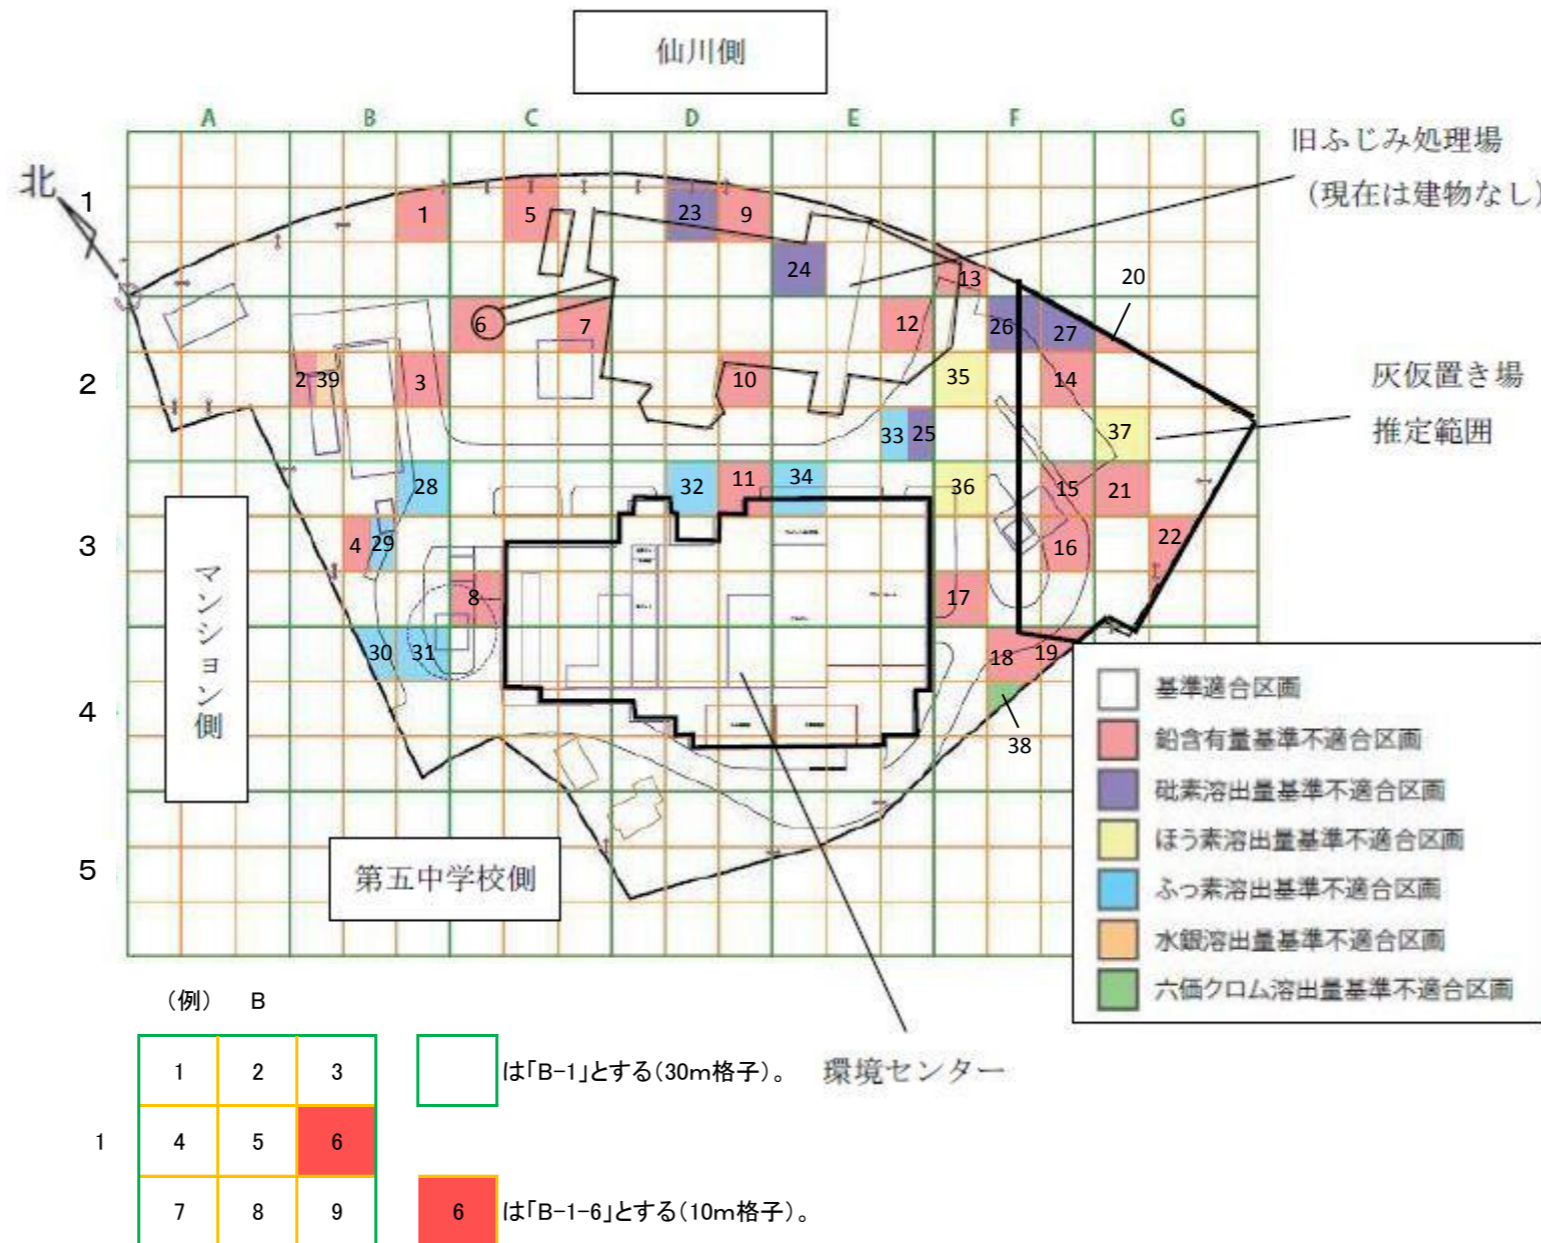 仙川側
A B C D E F G
旧ふじみ処理場
(現在は建物なし)
北
1
1 5 23 9
24
13 20
6 7 12 26 27
2
2 39 3 10 35 14
灰仮置き場
推定範囲
33 25 37
28 32 11 34 36 15 21
3
4 29 16 22
8 17
マンション側
30 31 18 19
4
38
基準適合区画
鉛含有量基準不適合区画
砒素溶出量基準不適合区画
ほう素溶出量基準不適合区画
ふっ素溶出基準不適合区画
水銀溶出量基準不適合区画
六価クロム溶出量基準不適合区画
5
第五中学校側
環境センター
(例) B
1 2 3
は「B-1」とする(30m格子)。
1
4 5 6
7 8 9
6 は「B-1-6」とする(10m格子)。